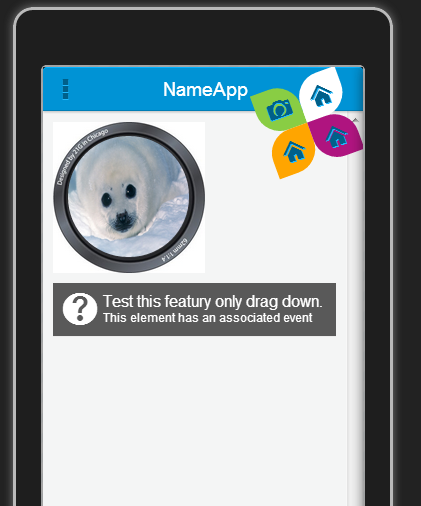 NameApp
Designed by 21G in Chicago
62mm 1:1.4
Test this featury only drag down.
This element has an associated event